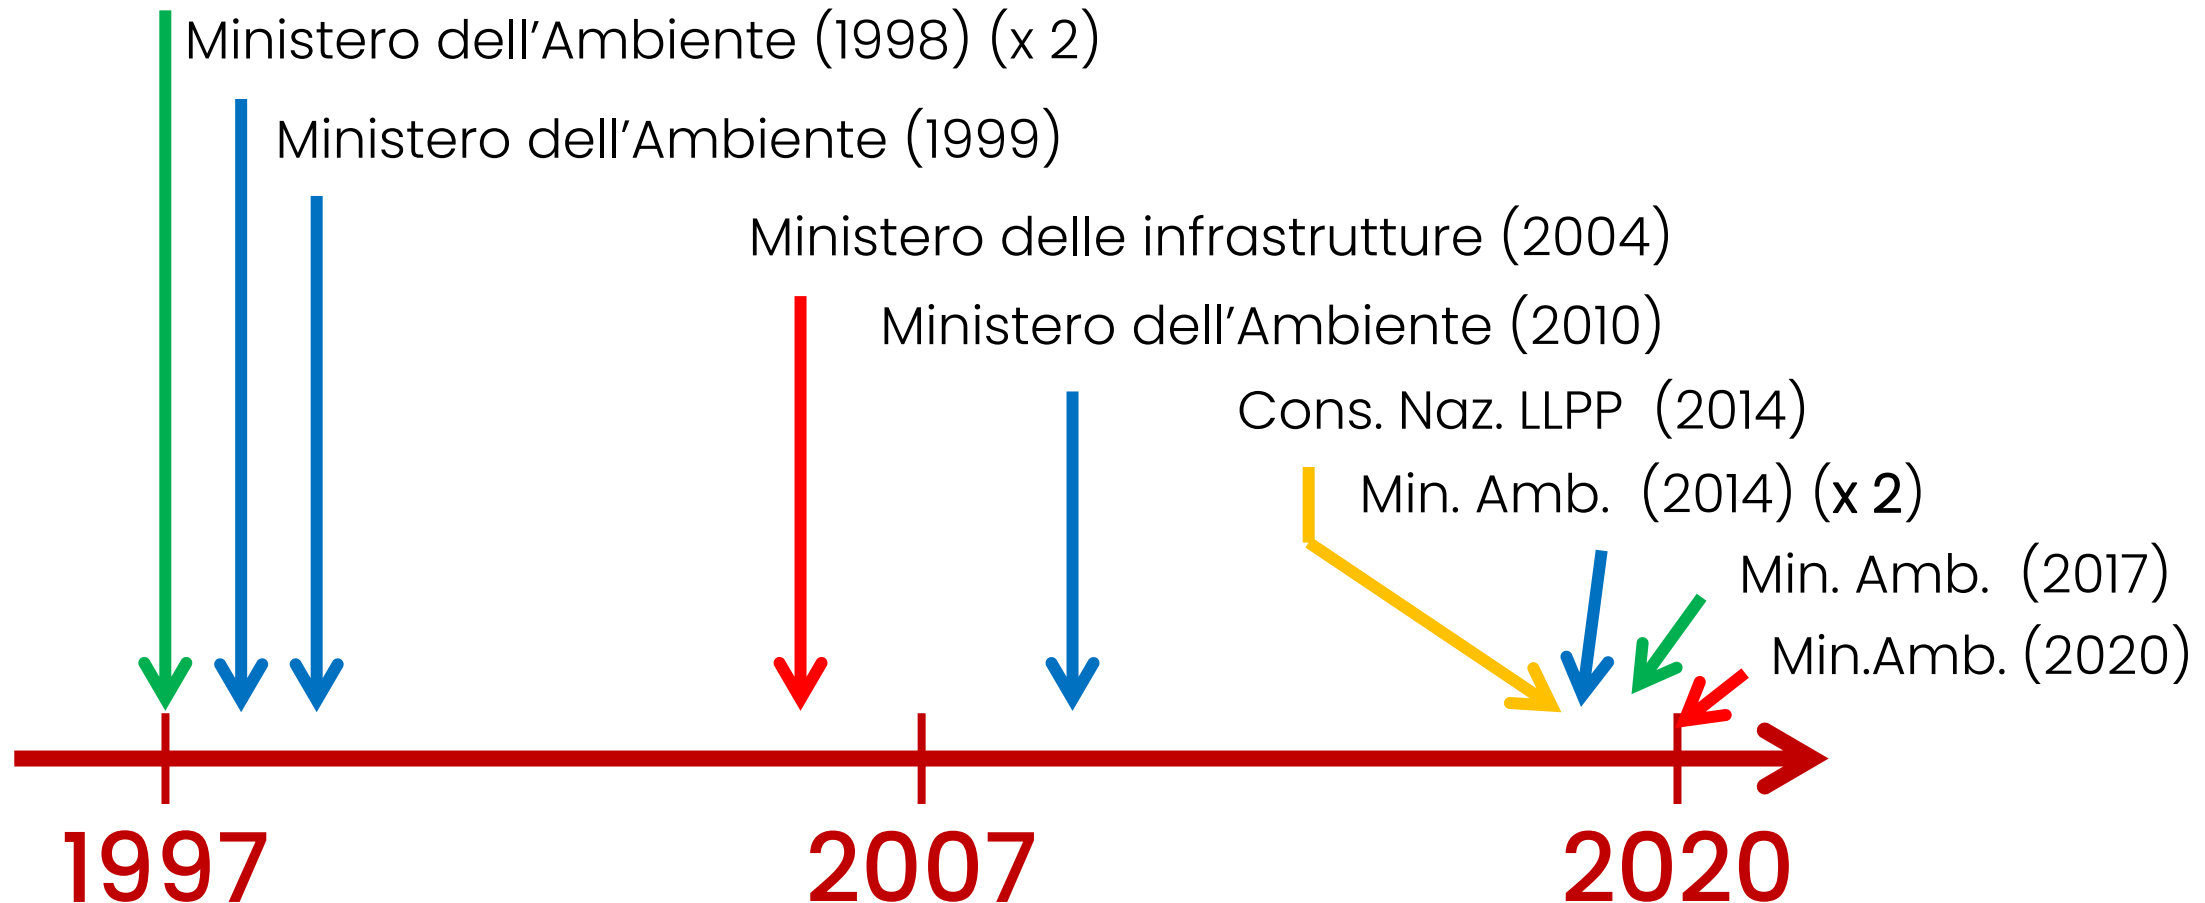 Ministero dell’Ambiente (1998) (x 2)
Ministero dell’Ambiente (1999)
Ministero delle infrastrutture (2004)
Ministero dell’Ambiente (2010)
Cons. Naz. LLPP (2014)
Min. Amb. (2014) (x 2)
Min. Amb. (2017)
Min.Amb. (2020)
1997 2007 2020